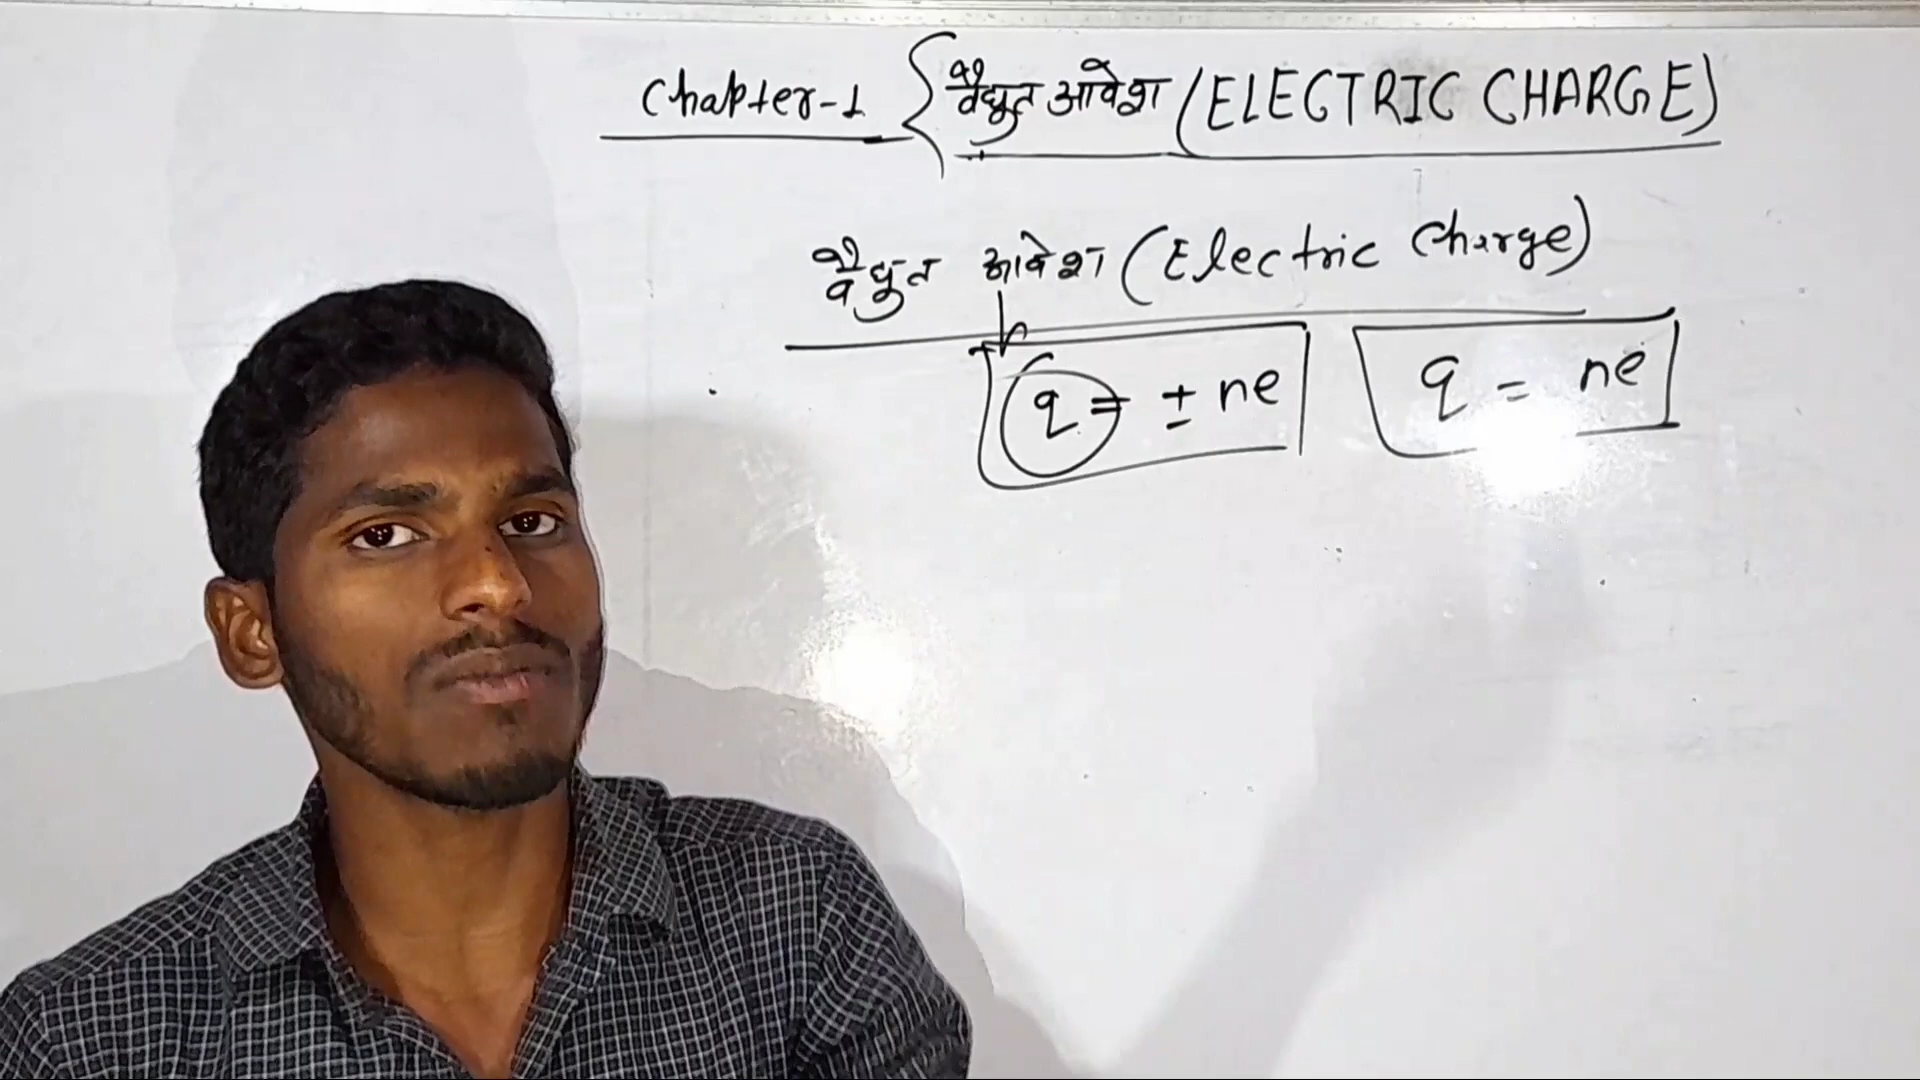 Chapter-1 { वैद्युत आवेश (ELECTRIC CHARGE)
वैद्युत आवेश (Electric Charge)
q = ± ne q = ne